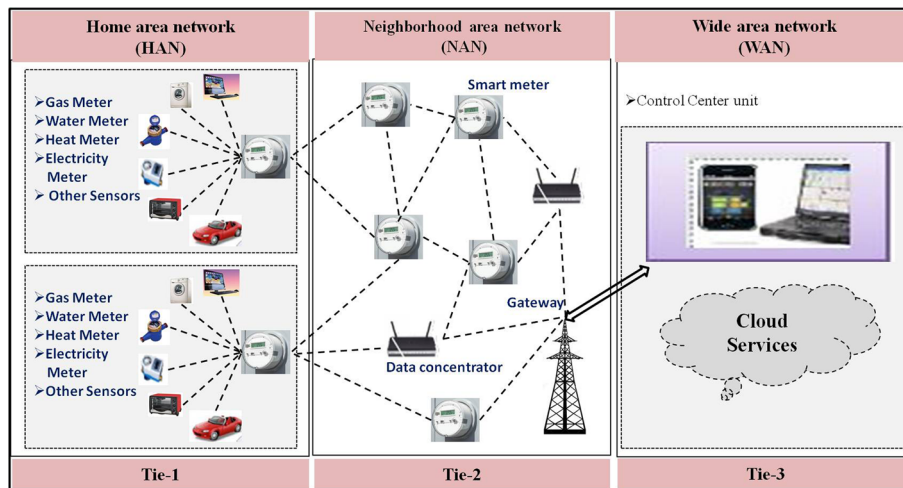 Home area network
(HAN)
Neighborhood area network
(NAN)
Wide area network
(WAN)
➢Gas Meter
➢Water Meter
➢Heat Meter
➢Electricity
Meter
➢ Other Sensors
➢Gas Meter
➢Water Meter
➢Heat Meter
➢Electricity
Meter
➢Other Sensors
Smart meter
Gateway
Data concentrator
➢Control Center unit
Cloud
Services
Tie-1
Tie-2
Tie-3